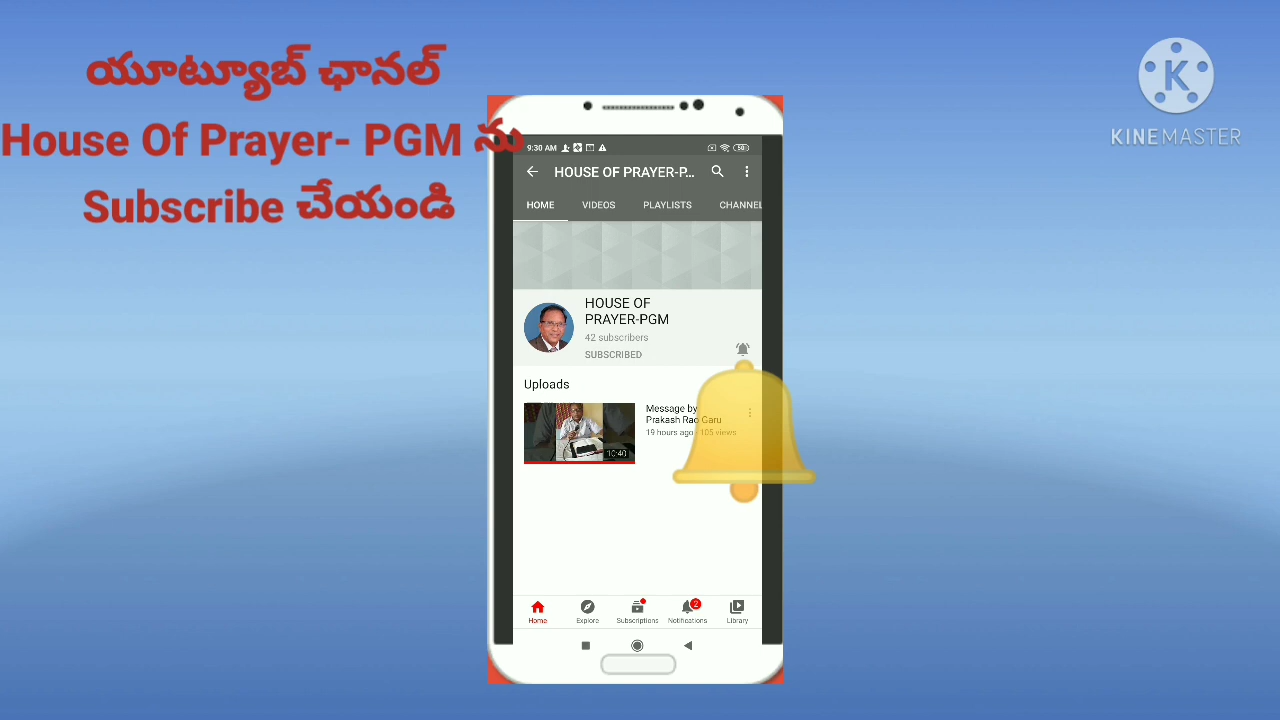 యూట్యూబ్ ఛానల్
House Of Prayer- PGM ను
Subscribe చేయండి
KINEMASTER
9:30 AM
58
HOUSE OF PRAYER-P...
HOME VIDEOS PLAYLISTS CHANNEL
HOUSE OF
PRAYER-PGM
42 subscribers
SUBSCRIBED
Uploads
Message by
Prakash Rao Garu
19 hours ago · 105 views
10:40
2
Home Explore Subscriptions Notifications Library